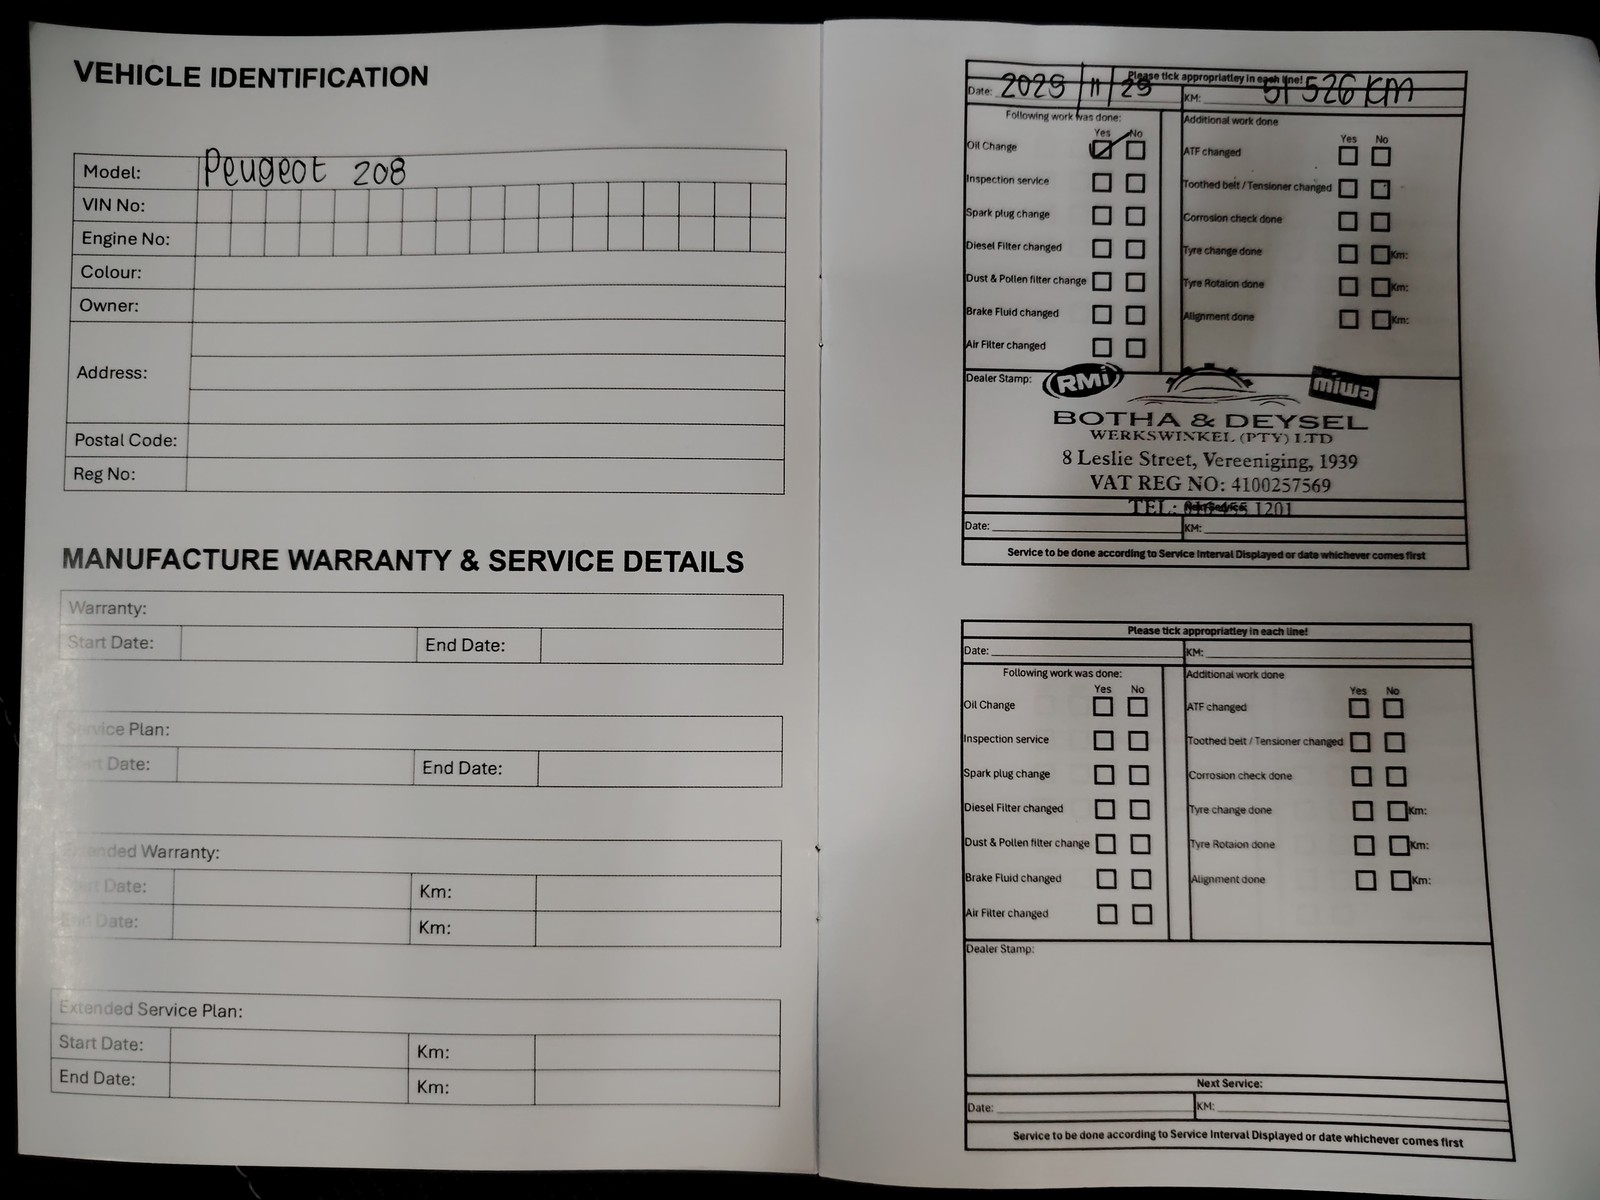 VEHICLE IDENTIFICATION
Model: Peugeot 208
VIN No:
Engine No:
Colour:
Owner:
Address:
Postal Code:
Reg No:
MANUFACTURE WARRANTY & SERVICE DETAILS
Warranty:
Start Date: End Date:
Service Plan:
Start Date: End Date:
Extended Warranty:
Start Date: Km:
End Date: Km:
Extended Service Plan:
Start Date: Km:
End Date: Km:
Please tick appropriatley in each line!
Date: 2025 / 11 / 25 KM: 51 526 KM
Following work was done: Additional work done
Yes No Yes No
Oil Change ATF changed
Inspection service Toothed belt / Tensioner changed
Spark plug change Corrosion check done
Diesel Filter changed Tyre change done Km:
Dust & Pollen filter change Tyre Rotaion done Km:
Brake Fluid changed Alignment done Km:
Air Filter changed
Dealer Stamp: RMi miwa
BOTHA & DEYSEL
WERKSWINKEL (PTY) LTD
8 Leslie Street, Vereeniging, 1939
VAT REG NO: 4100257569
TEL: 1201
Date: KM:
Service to be done according to Service Interval Displayed or date whichever comes first
Please tick appropriatley in each line!
Date: KM:
Following work was done: Additional work done
Yes No Yes No
Oil Change ATF changed
Inspection service Toothed belt / Tensioner changed
Spark plug change Corrosion check done
Diesel Filter changed Tyre change done Km:
Dust & Pollen filter change Tyre Rotaion done Km:
Brake Fluid changed Alignment done Km:
Air Filter changed
Dealer Stamp:
Next Service:
Date: KM:
Service to be done according to Service Interval Displayed or date whichever comes first